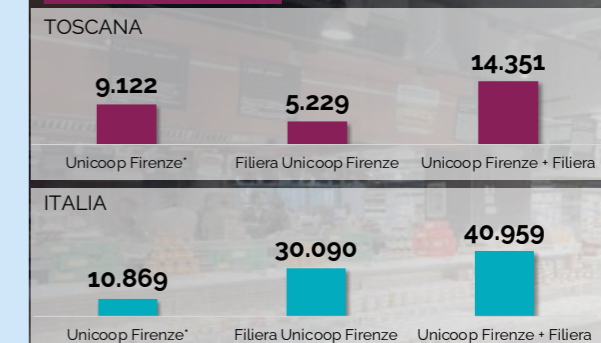 TOSCANA
14.351
9.122
5.229
Unicoop Firenze*
Filiera Unicoop Firenze
Unicoop Firenze + Filiera
ITALIA
40.959
30.090
10.869
Unicoop Firenze*
Filiera Unicoop Firenze
Unicoop Firenze + Filiera